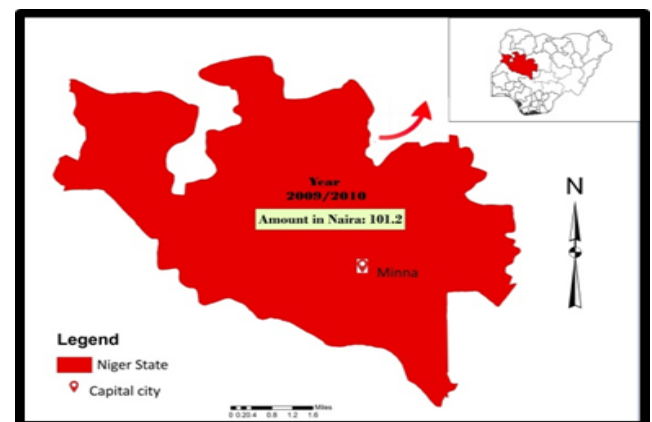 Year
2009/2010
Amount in Naira: 101.2
N
Minna
Legend
Niger State
Capital city
Miles
0 0.20.4 0.8 1.2 1.6